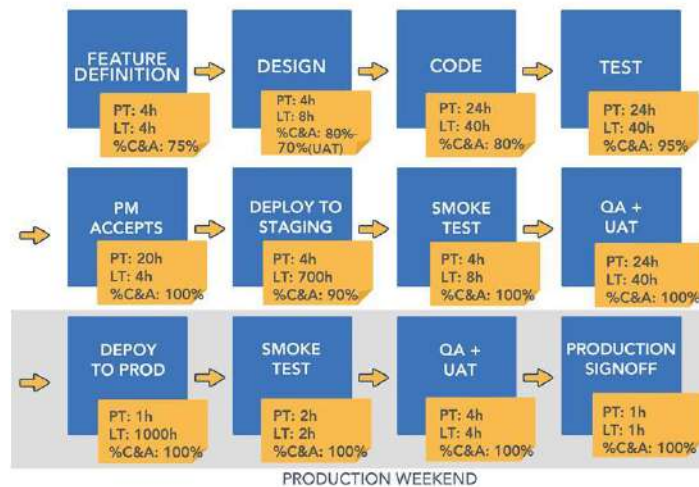 FEATURE
DEFINITION
PT: 4h
LT: 4h
%C&A: 75%
DESIGN
PT: 4h
LT: 8h
%C&A: 80%-
70%(UAT)
CODE
PT: 24h
LT: 40h
%C&A: 80%
TEST
PT: 24h
LT: 40h
%C&A: 95%
PM
ACCEPTS
PT: 20h
LT: 4h
%C&A: 100%
DEPLOY TO
STAGING
PT: 4h
LT: 700h
%C&A: 90%
SMOKE
TEST
PT: 4h
LT: 8h
%C&A: 100%
QA +
UAT
PT: 24h
LT: 40h
%C&A: 100%
DEPOY
TO PROD
PT: 1h
LT: 1000h
%C&A: 100%
SMOKE
TEST
PT: 2h
LT: 2h
%C&A: 100%
QA +
UAT
PT: 4h
LT: 4h
%C&A: 100%
PRODUCTION
SIGNOFF
PT: 1h
LT: 1h
%C&A: 100%
PRODUCTION WEEKEND